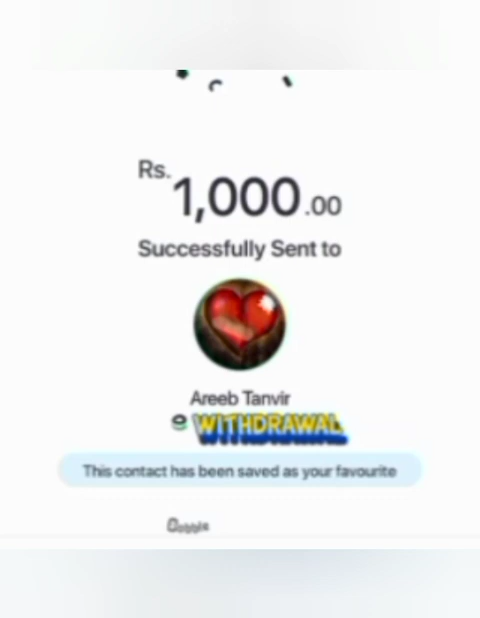 Rs. 1,000.00
Successfully Sent to
Areeb Tanvir
WITHDRAWAL
This contact has been saved as your favourite